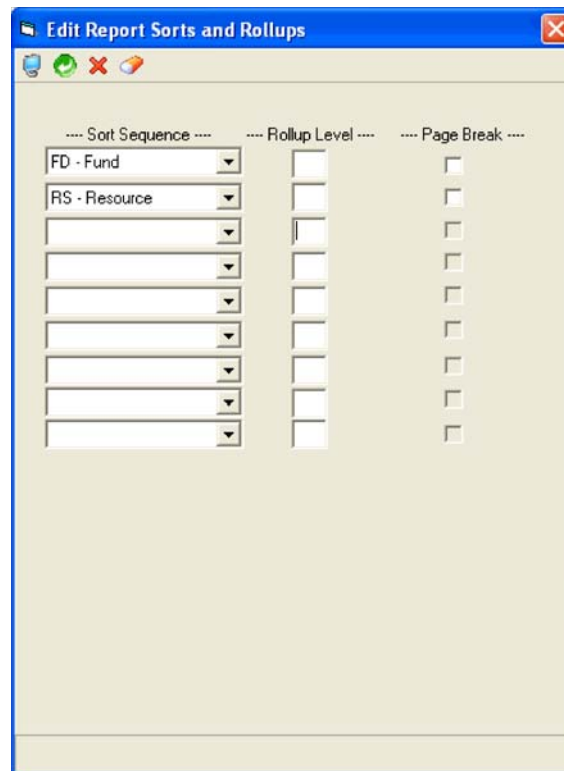 Edit Report Sorts and Rollups
---- Sort Sequence ---- ---- Rollup Level ---- ---- Page Break ----
FD - Fund
RS - Resource